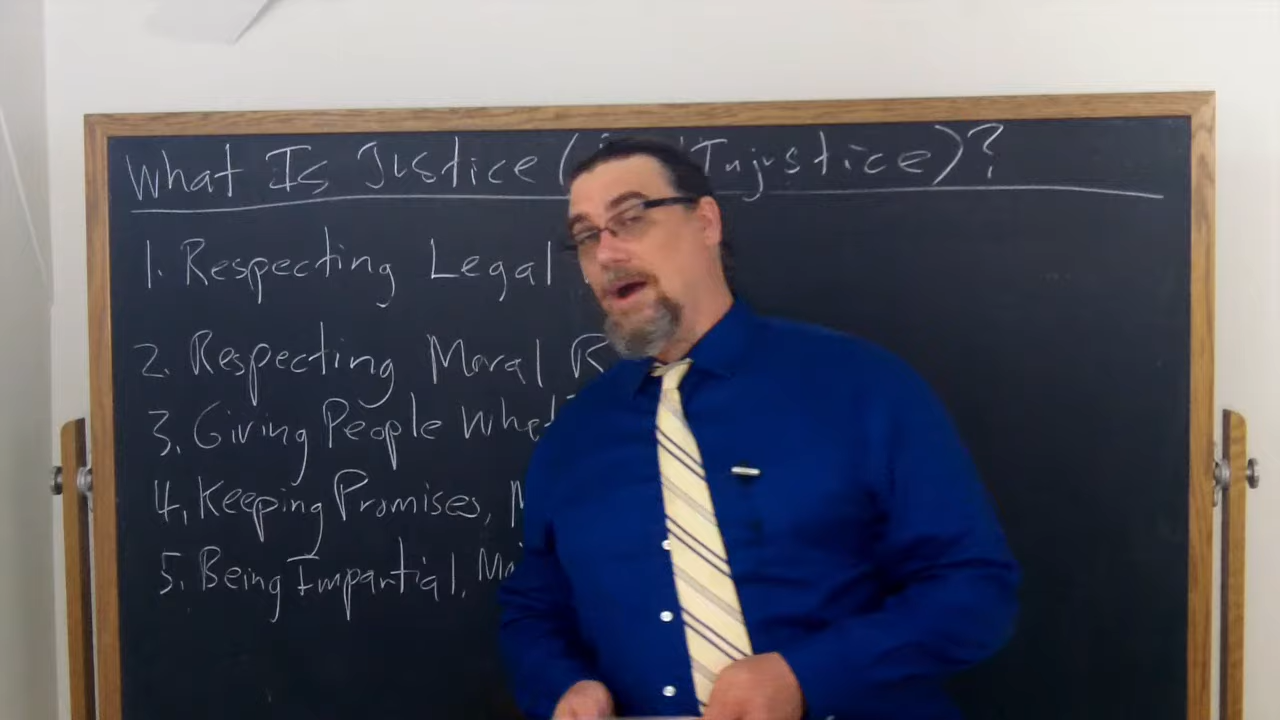 What Is Justice ( Injustice)?
1. Respecting Legal
2. Respecting Moral R
3. Giving People
4. Keeping Promises,
5. Being Impartial,